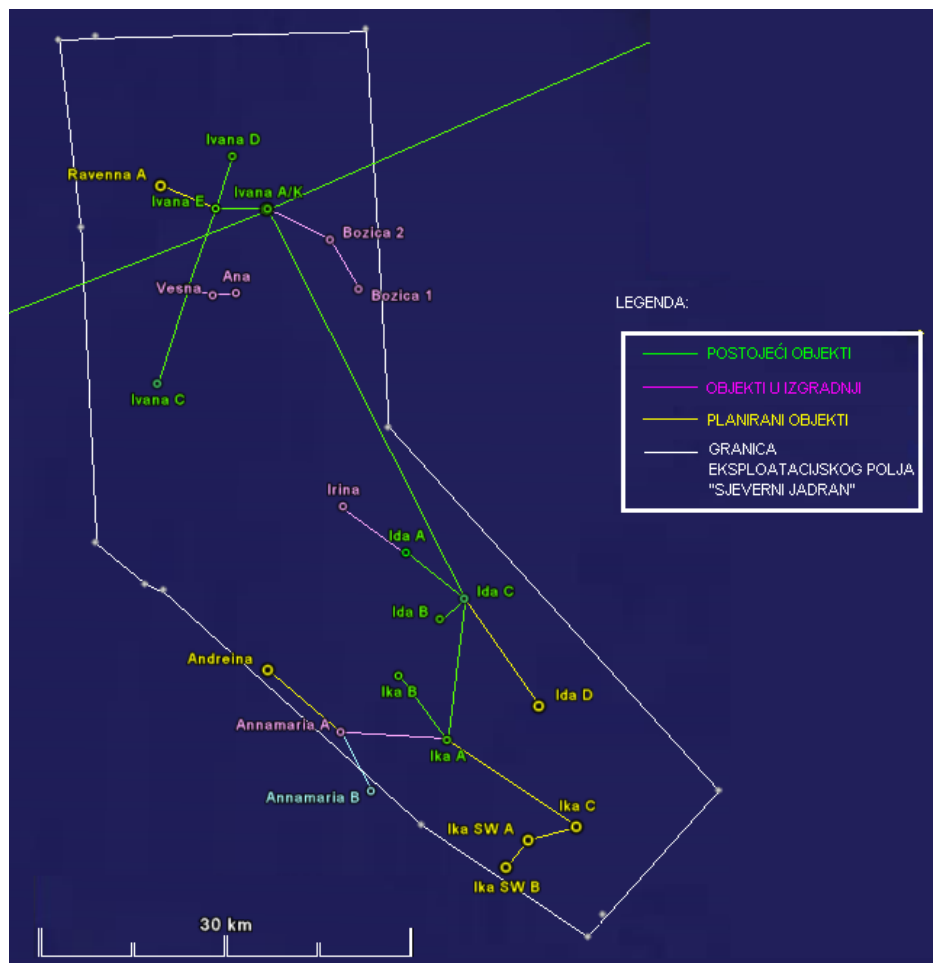 Ivana D
Ravenna A
Ivana A/K
Ivana E
Bozica 2
Ana
Vesna
Bozica 1
LEGENDA:
POSTOJEĆI OBJEKTI
OBJEKTI U IZGRADNJI
Ivana C
PLANIRANI OBJEKTI
GRANICA
EKSPLOATACIJSKOG POLJA
"SJEVERNI JADRAN"
Irina
Ida A
Ida C
Ida B
Andreina
Ika B
Ida D
Annamaria A
Ika A
Annamaria B
Ika C
Ika SW A
Ika SW B
30 km